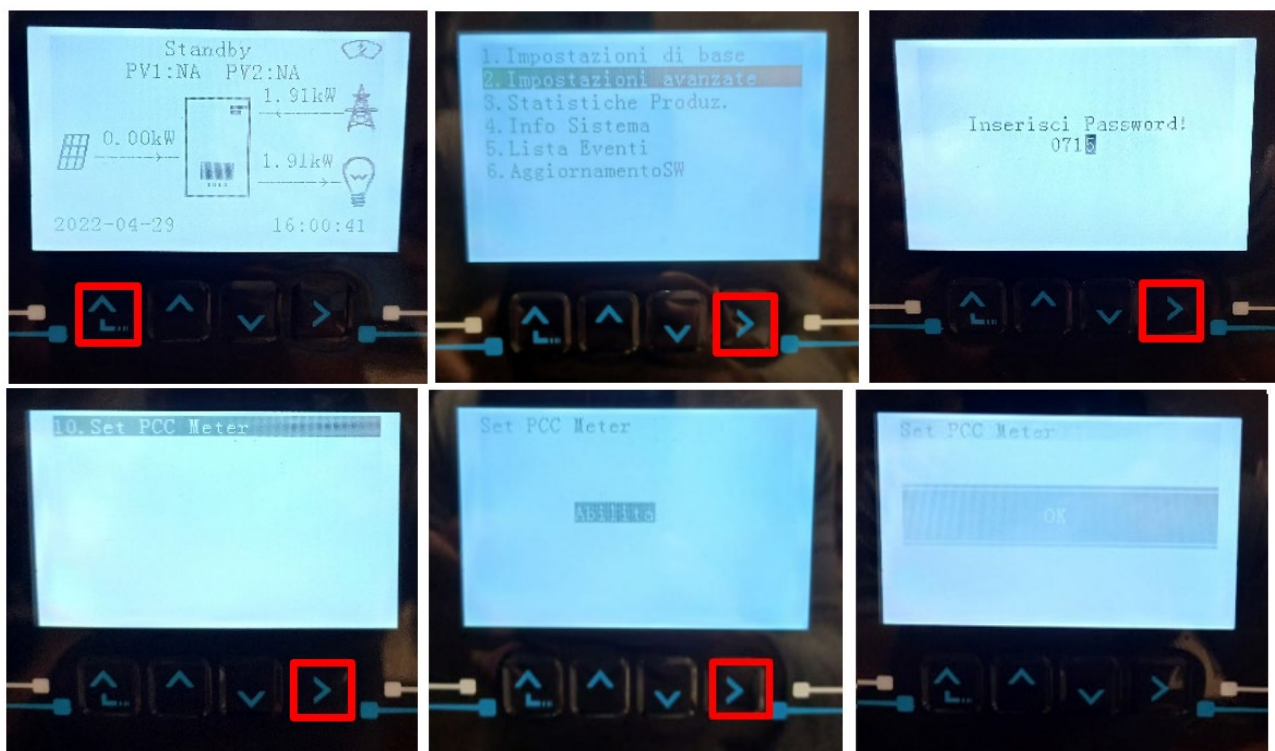 Standby
PV1:NA PV2:NA
1.91kW
0.00kW
1.91kW
2022-04-29 16:00:41
1.Impostazioni di base
2.Impostazioni avanzate
3.Statistiche Produz.
4.Info Sistema
5.Lista Eventi
6.AggiornamentoSW
Inserisci Password!
0715
10.Set PCC Meter
Set PCC Meter
Abilita
Set PCC Meter
OK